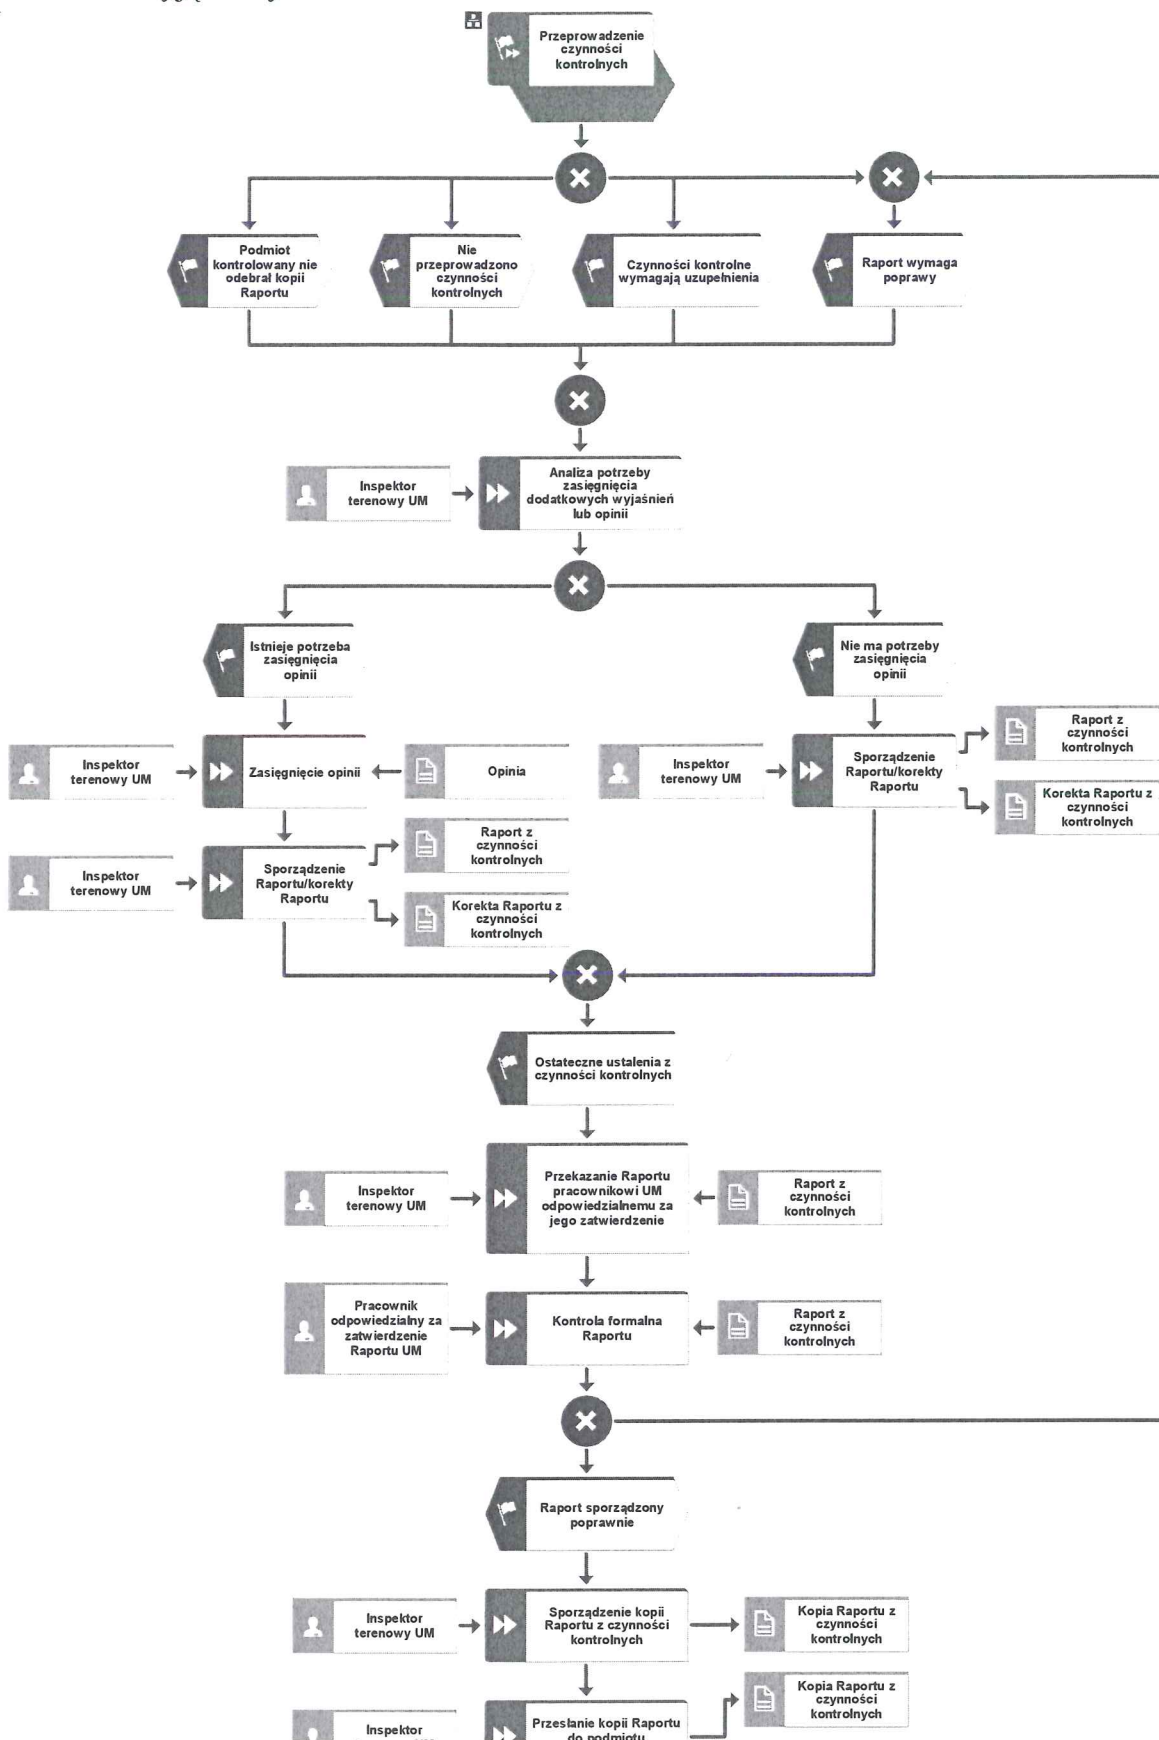 Przeprowadzenie
czynności
kontrolnych
Podmiot
kontrolowany nie
odebrał kopii
Raportu
Nie
przeprowadzono
czynności
kontrolnych
Czynności kontrolne
wymagają uzupełnienia
Raport wymaga
poprawy
Inspektor
terenowy UM
Analiza potrzeby
zasięgnięcia
dodatkowych wyjaśnień
lub opinii
Istnieje potrzeba
zasięgnięcia
opinii
Nie ma potrzeby
zasięgnięcia
opinii
Inspektor
terenowy UM
Zasięgnięcie opinii
Opinia
Inspektor
terenowy UM
Sporządzenie
Raportu/korekty
Raportu
Raport z
czynności
kontrolnych
Korekta Raportu z
czynności
kontrolnych
Inspektor
terenowy UM
Sporządzenie
Raportu/korekty
Raportu
Raport z
czynności
kontrolnych
Korekta Raportu z
czynności
kontrolnych
Ostateczne ustalenia z
czynności kontrolnych
Inspektor
terenowy UM
Przekazanie Raportu
pracownikowi UM
odpowiedzialnemu za
jego zatwierdzenie
Raport z
czynności
kontrolnych
Pracownik
odpowiedzialny za
zatwierdzenie
Raportu UM
Kontrola formalna
Raportu
Raport z
czynności
kontrolnych
Raport sporządzony
poprawnie
Inspektor
terenowy UM
Sporządzenie kopii
Raportu z czynności
kontrolnych
Kopia Raportu z
czynności
kontrolnych
Inspektor
Przesłanie kopii Raportu
do podmiotu
Kopia Raportu z
czynności
kontrolnych